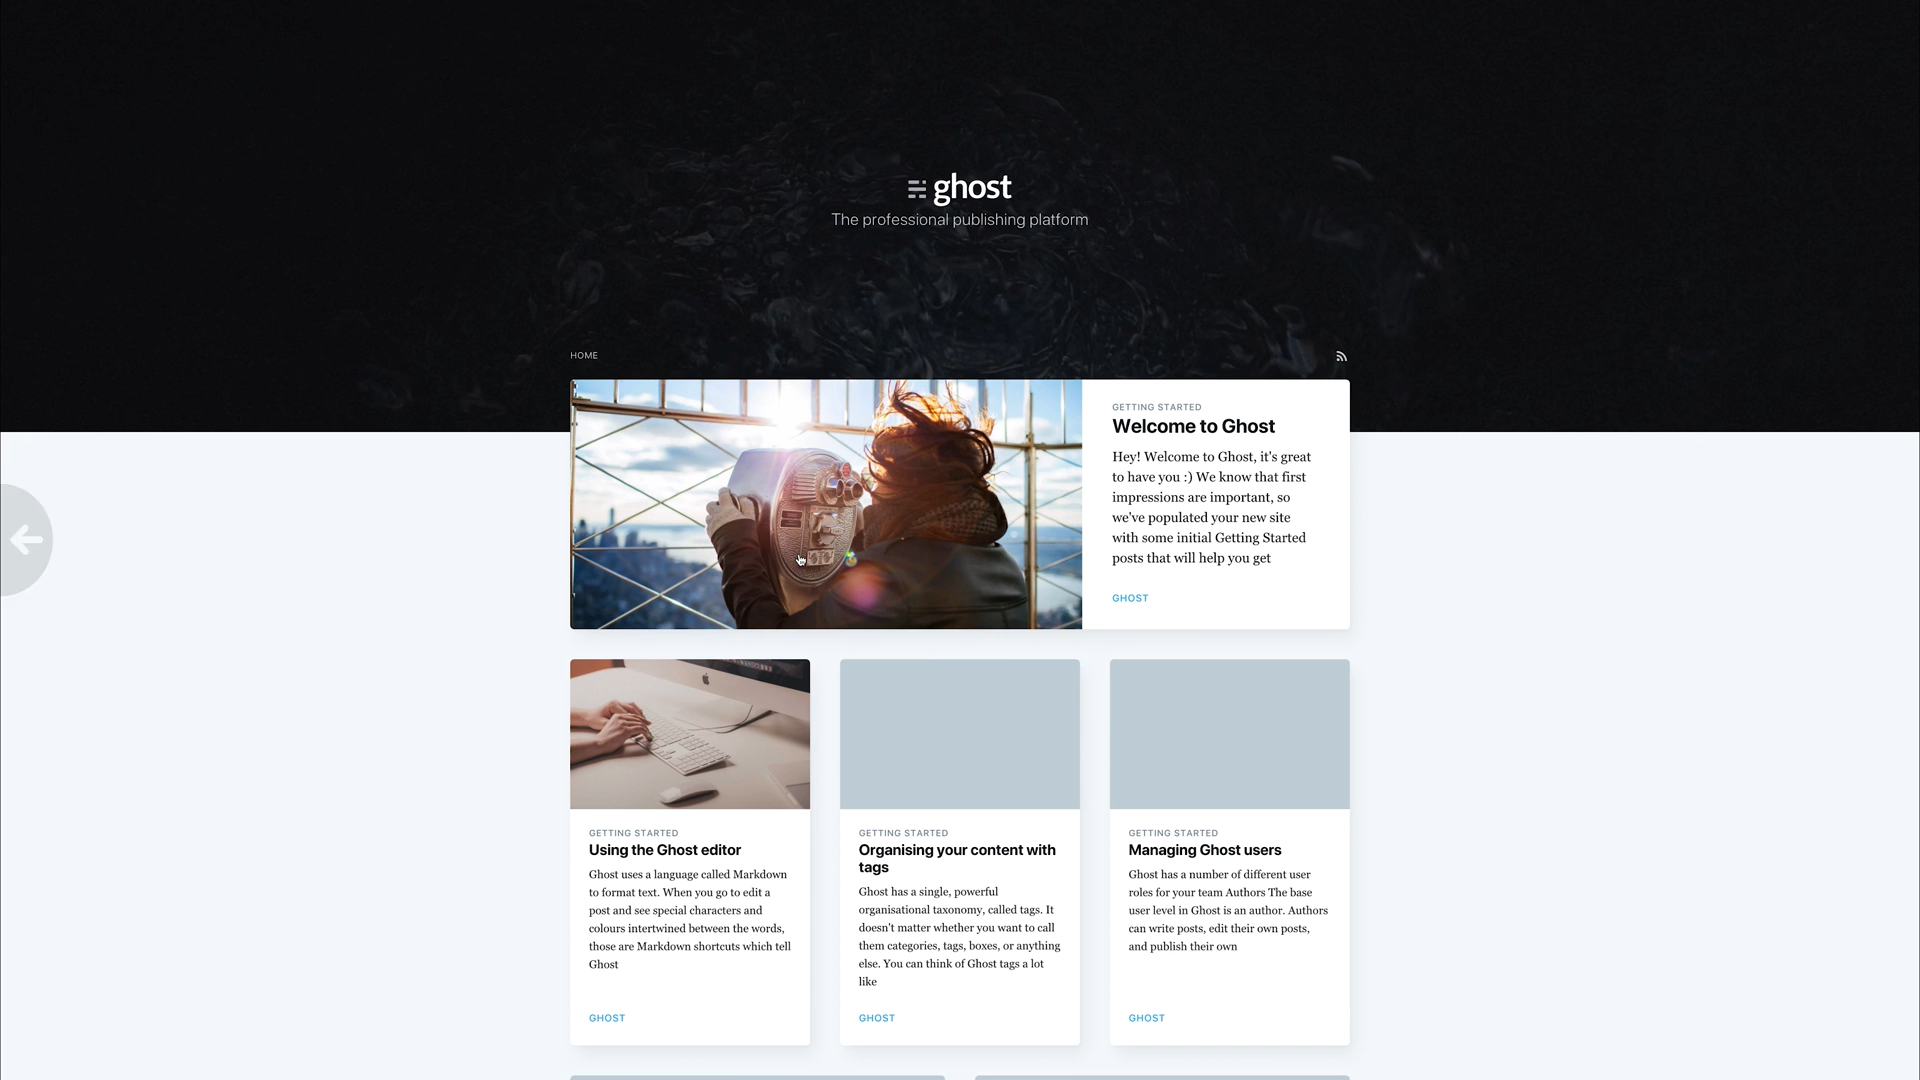 ghost
The professional publishing platform
HOME
GETTING STARTED
Welcome to Ghost
Hey! Welcome to Ghost, it's great
to have you :) We know that first
impressions are important, so
we've populated your new site
with some initial Getting Started
posts that will help you get
GHOST
GETTING STARTED
Using the Ghost editor
Ghost uses a language called Markdown
to format text. When you go to edit a
post and see special characters and
colours intertwined between the words,
those are Markdown shortcuts which tell
Ghost
GHOST
GETTING STARTED
Organising your content with
tags
Ghost has a single, powerful
organisational taxonomy, called tags. It
doesn't matter whether you want to call
them categories, tags, boxes, or anything
else. You can think of Ghost tags a lot
like
GHOST
GETTING STARTED
Managing Ghost users
Ghost has a number of different user
roles for your team Authors The base
user level in Ghost is an author. Authors
can write posts, edit their own posts,
and publish their own
GHOST